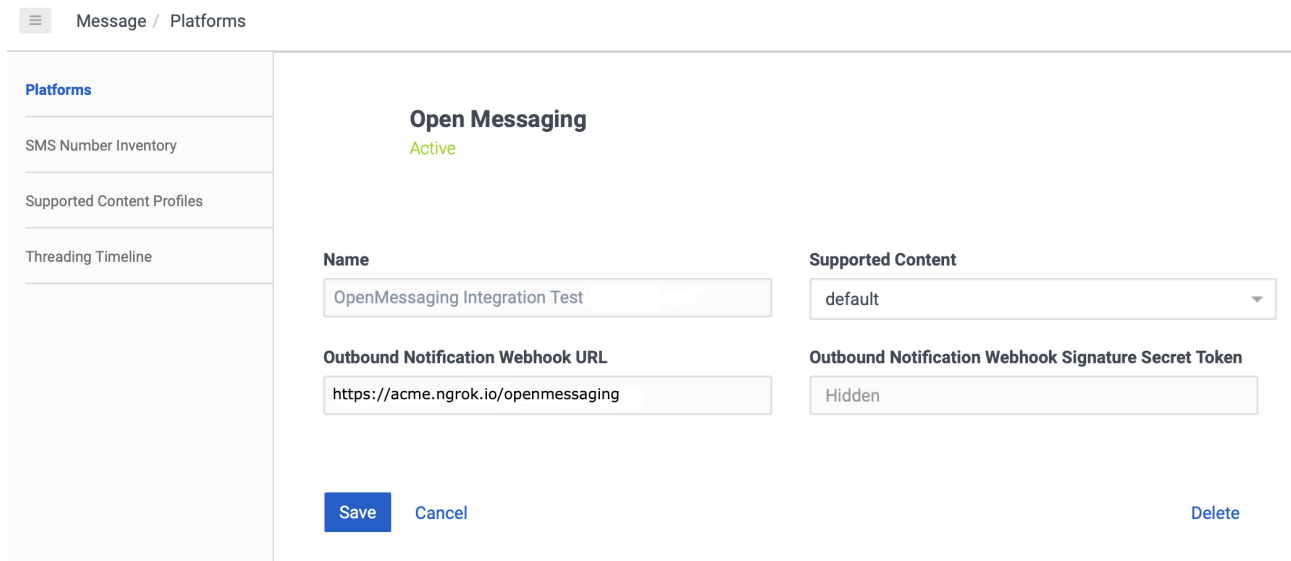 Message / Platforms
Platforms
SMS Number Inventory
Supported Content Profiles
Threading Timeline
Open Messaging
Active
Name
OpenMessaging Integration Test
Supported Content
default
Outbound Notification Webhook URL
https://acme.ngrok.io/openmessaging
Outbound Notification Webhook Signature Secret Token
Hidden
Save Cancel Delete